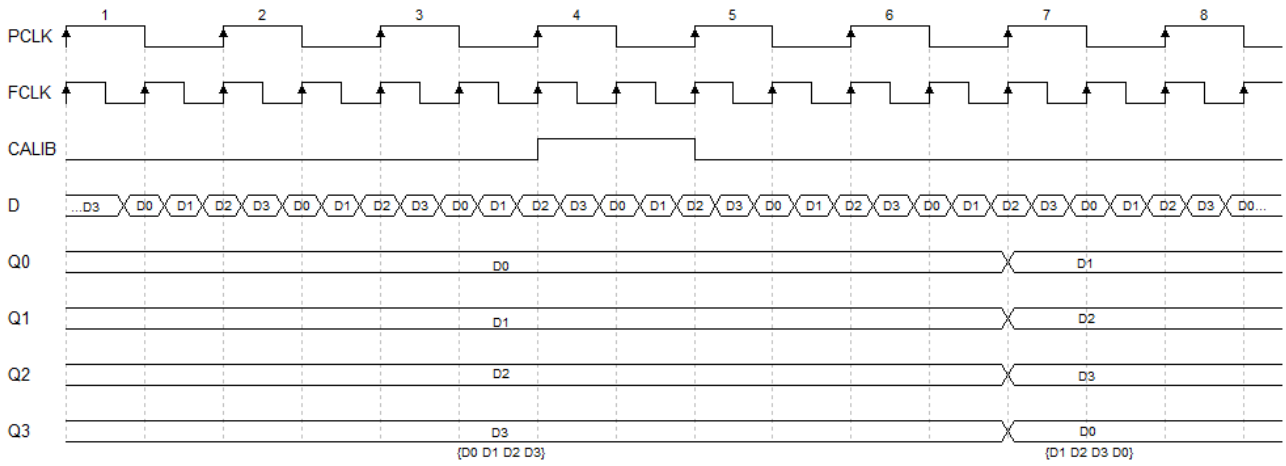 1 2 3 4 5 6 7 8
PCLK
FCLK
CALIB
D ...D3 D0 D1 D2 D3 D0 D1 D2 D3 D0 D1 D2 D3 D0 D1 D2 D3 D0 D1 D2 D3 D0 D1 D2 D3 D0 D1 D2 D3 D0...
Q0 D0 D1
Q1 D1 D2
Q2 D2 D3
Q3 D3 D0
{D0 D1 D2 D3} {D1 D2 D3 D0}